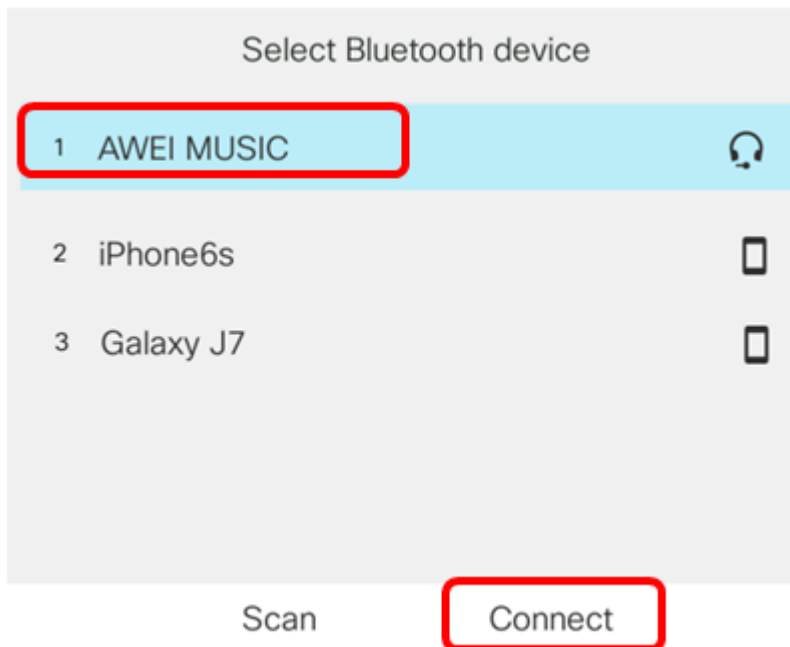 Select Bluetooth device
1 AWEI MUSIC
2 iPhone6s
3 Galaxy J7
Scan Connect